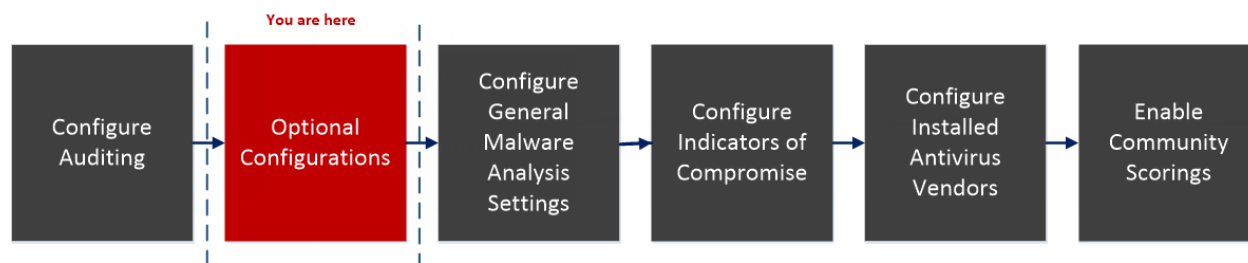 You are here
Configure
Auditing
Optional
Configurations
Configure
General
Malware
Analysis
Settings
Configure
Indicators of
Compromise
Configure
Installed
Antivirus
Vendors
Enable
Community
Scorings